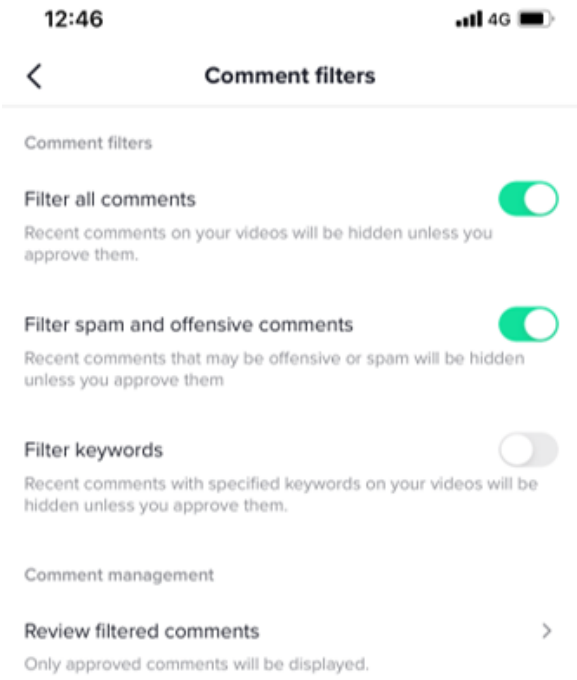 12:46
4G
Comment filters
Comment filters
Filter all comments
Recent comments on your videos will be hidden unless you
approve them.
Filter spam and offensive comments
Recent comments that may be offensive or spam will be hidden
unless you approve them
Filter keywords
Recent comments with specified keywords on your videos will be
hidden unless you approve them.
Comment management
Review filtered comments
Only approved comments will be displayed.